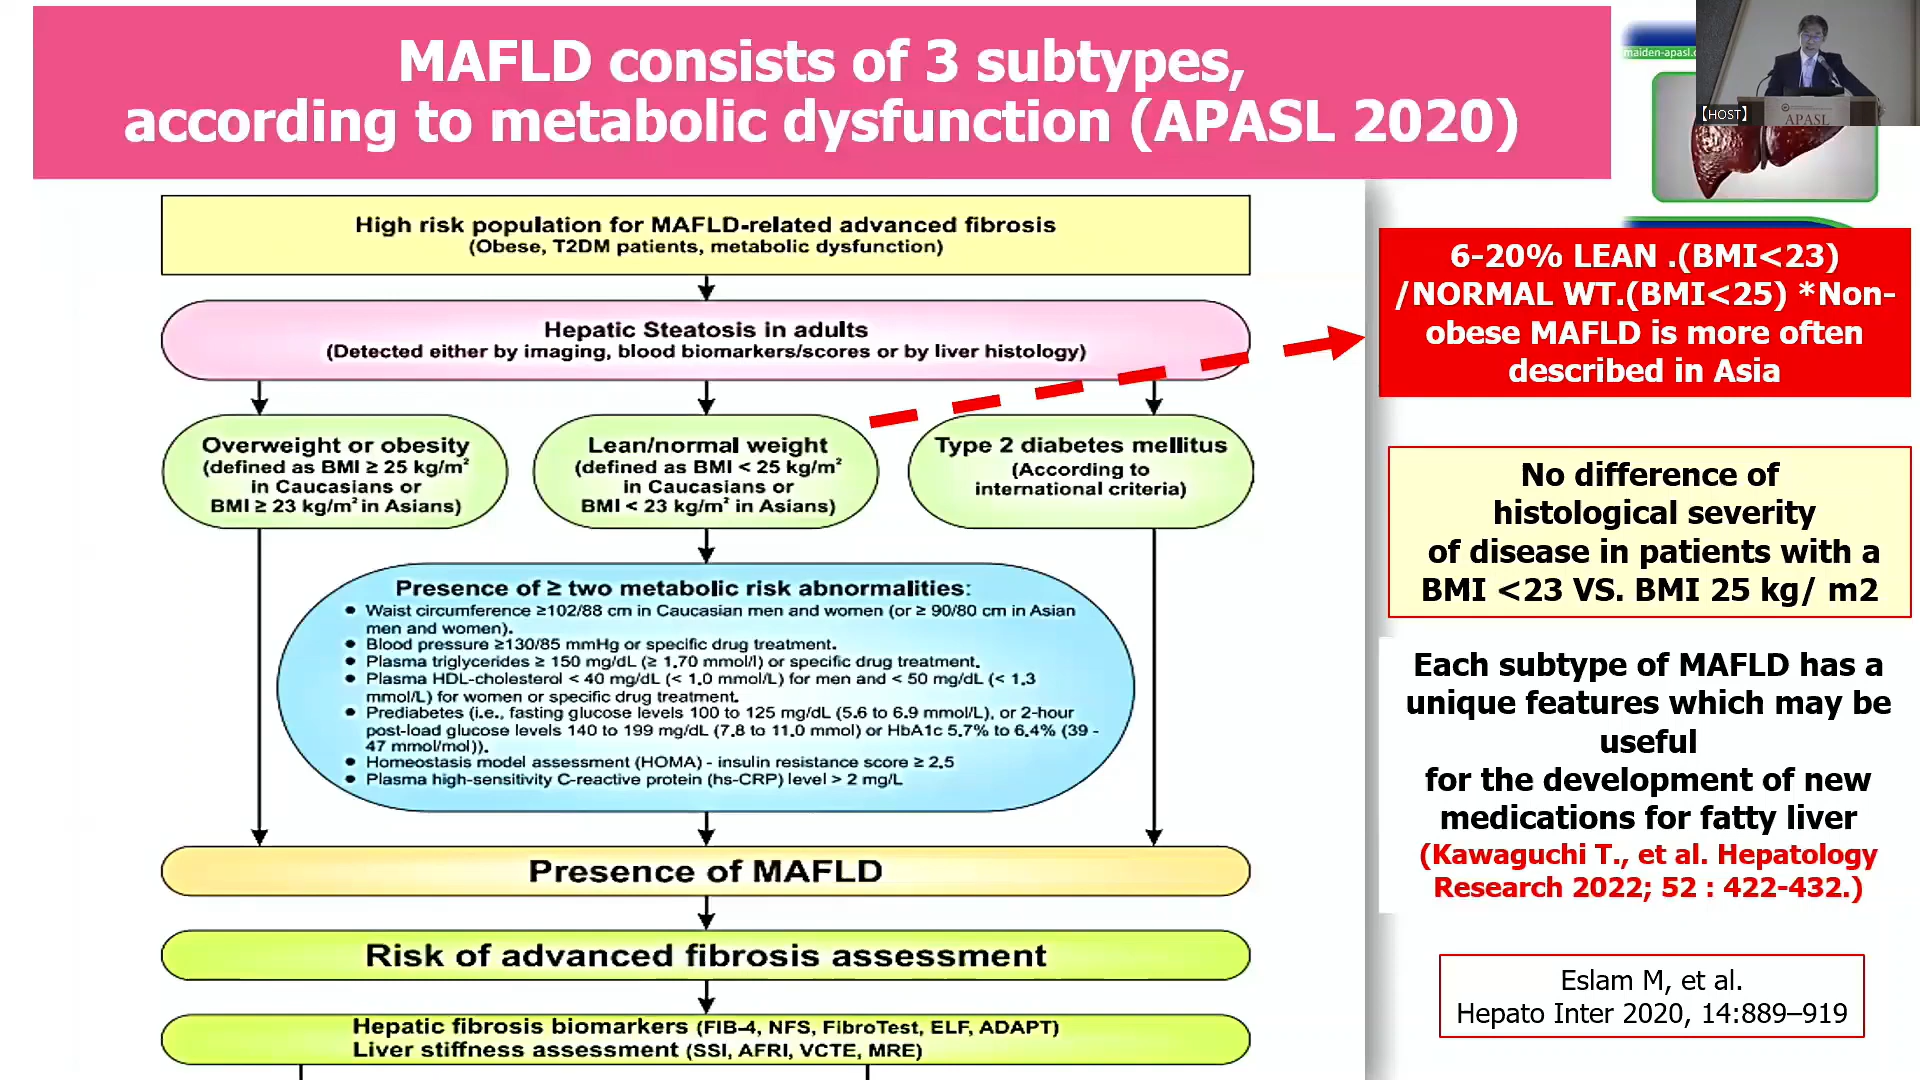 MAFLD consists of 3 subtypes,
according to metabolic dysfunction (APASL 2020)
maiden-apasl.c
【HOST】
APASL
High risk population for MAFLD-related advanced fibrosis
(Obese, T2DM patients, metabolic dysfunction)
Hepatic Steatosis in adults
(Detected either by imaging, blood biomarkers/scores or by liver histology)
Overweight or obesity
(defined as BMI ≥ 25 kg/m²
in Caucasians or
BMI ≥ 23 kg/m² in Asians)
Lean/normal weight
(defined as BMI < 25 kg/m²
in Caucasians or
BMI < 23 kg/m² in Asians)
Type 2 diabetes mellitus
(According to
international criteria)
Presence of ≥ two metabolic risk abnormalities:
● Waist circumference ≥102/88 cm in Caucasian men and women (or ≥ 90/80 cm in Asian
men and women).
● Blood pressure ≥130/85 mmHg or specific drug treatment.
● Plasma triglycerides ≥ 150 mg/dL (≥ 1.70 mmol/l) or specific drug treatment.
● Plasma HDL-cholesterol < 40 mg/dL (< 1.0 mmol/L) for men and < 50 mg/dL (< 1.3
mmol/L) for women or specific drug treatment.
● Prediabetes (i.e., fasting glucose levels 100 to 125 mg/dL (5.6 to 6.9 mmol/L), or 2-hour
post-load glucose levels 140 to 199 mg/dL (7.8 to 11.0 mmol) or HbA1c 5.7% to 6.4% (39 -
47 mmol/mol)).
● Homeostasis model assessment (HOMA) - insulin resistance score ≥ 2.5
● Plasma high-sensitivity C-reactive protein (hs-CRP) level > 2 mg/L
Presence of MAFLD
Risk of advanced fibrosis assessment
Hepatic fibrosis biomarkers (FIB-4, NFS, FibroTest, ELF, ADAPT)
Liver stiffness assessment (SSI, AFRI, VCTE, MRE)
6-20% LEAN .(BMI<23)
/NORMAL WT.(BMI<25) *Non-
obese MAFLD is more often
described in Asia
No difference of
histological severity
of disease in patients with a
BMI <23 VS. BMI 25 kg/ m2
Each subtype of MAFLD has a
unique features which may be
useful
for the development of new
medications for fatty liver
(Kawaguchi T., et al. Hepatology
Research 2022; 52 : 422-432.)
Eslam M, et al.
Hepato Inter 2020, 14:889–919